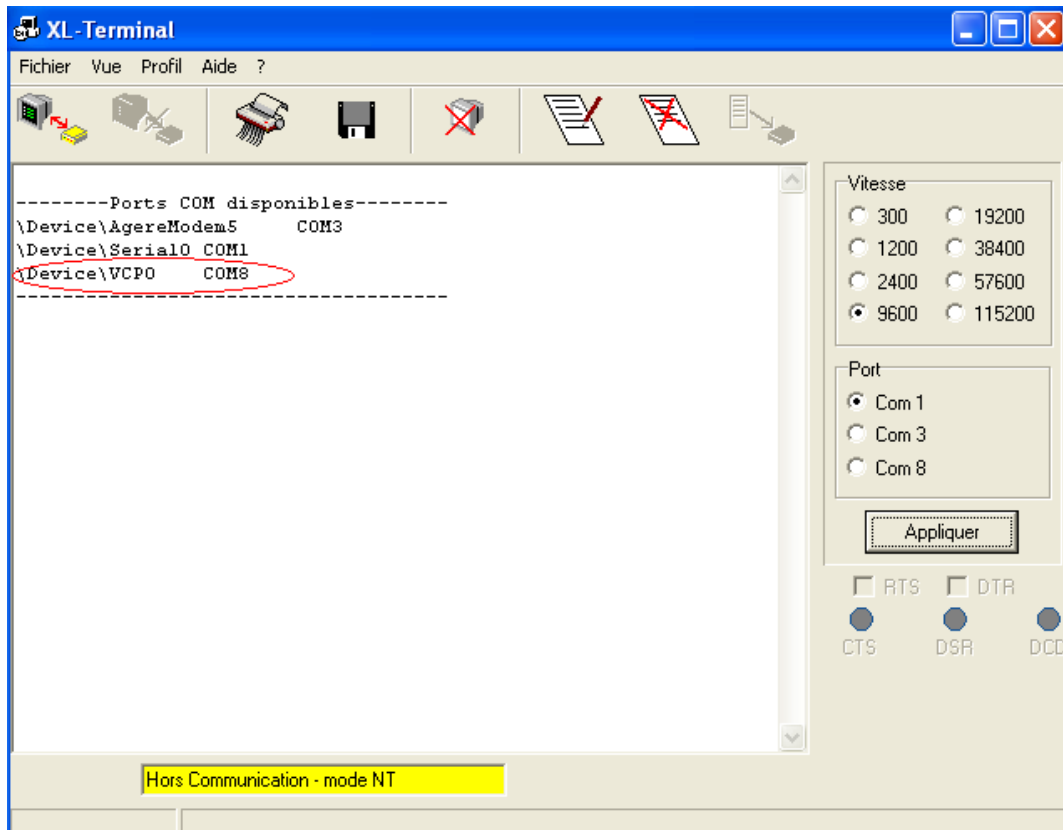 XL-Terminal
Fichier Vue Profil Aide ?
--------Ports COM disponibles--------
\Device\AgereModem5 COM3
\Device\Serial0 COM1
\Device\VCP0 COM8
-------------------------------------
Vitesse
300 19200
1200 38400
2400 57600
9600 115200
Port
Com 1
Com 3
Com 8
Appliquer
RTS DTR
CTS DSR DCD
Hors Communication - mode NT